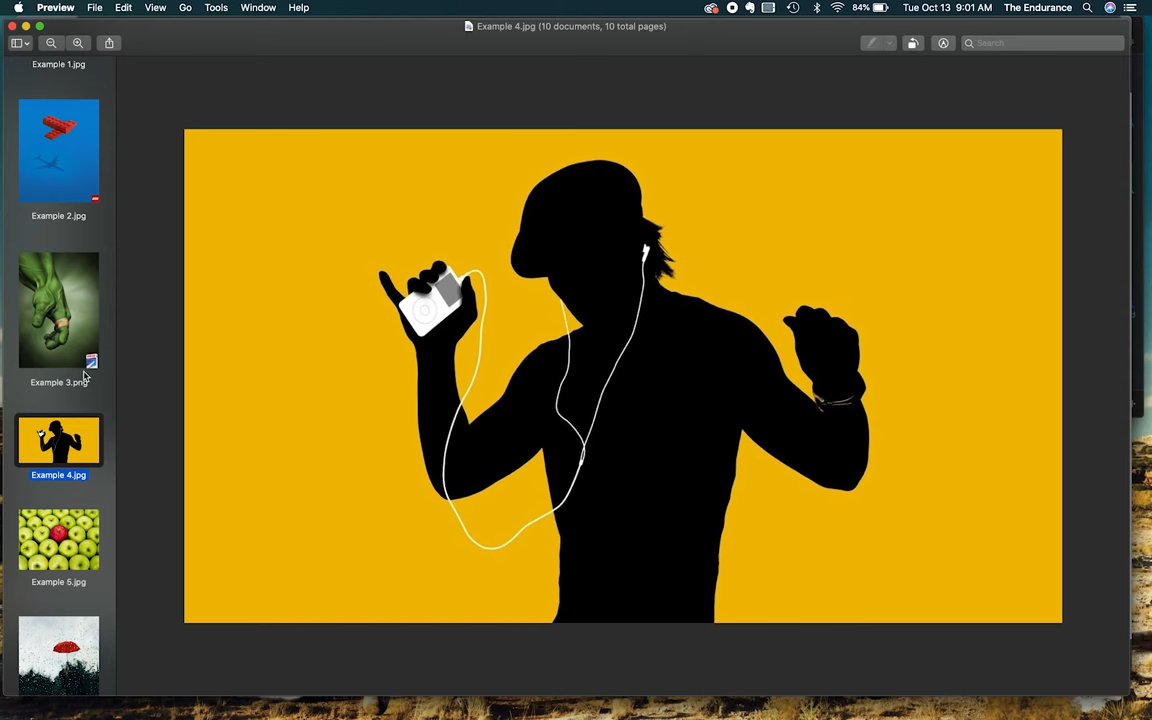 Preview File Edit View Go Tools Window Help 84% Tue Oct 13 9:01 AM The Endurance
Example 4.jpg (10 documents, 10 total pages)
Search
Example 1.jpg
Example 2.jpg
Example 3.png
Example 4.jpg
Example 5.jpg